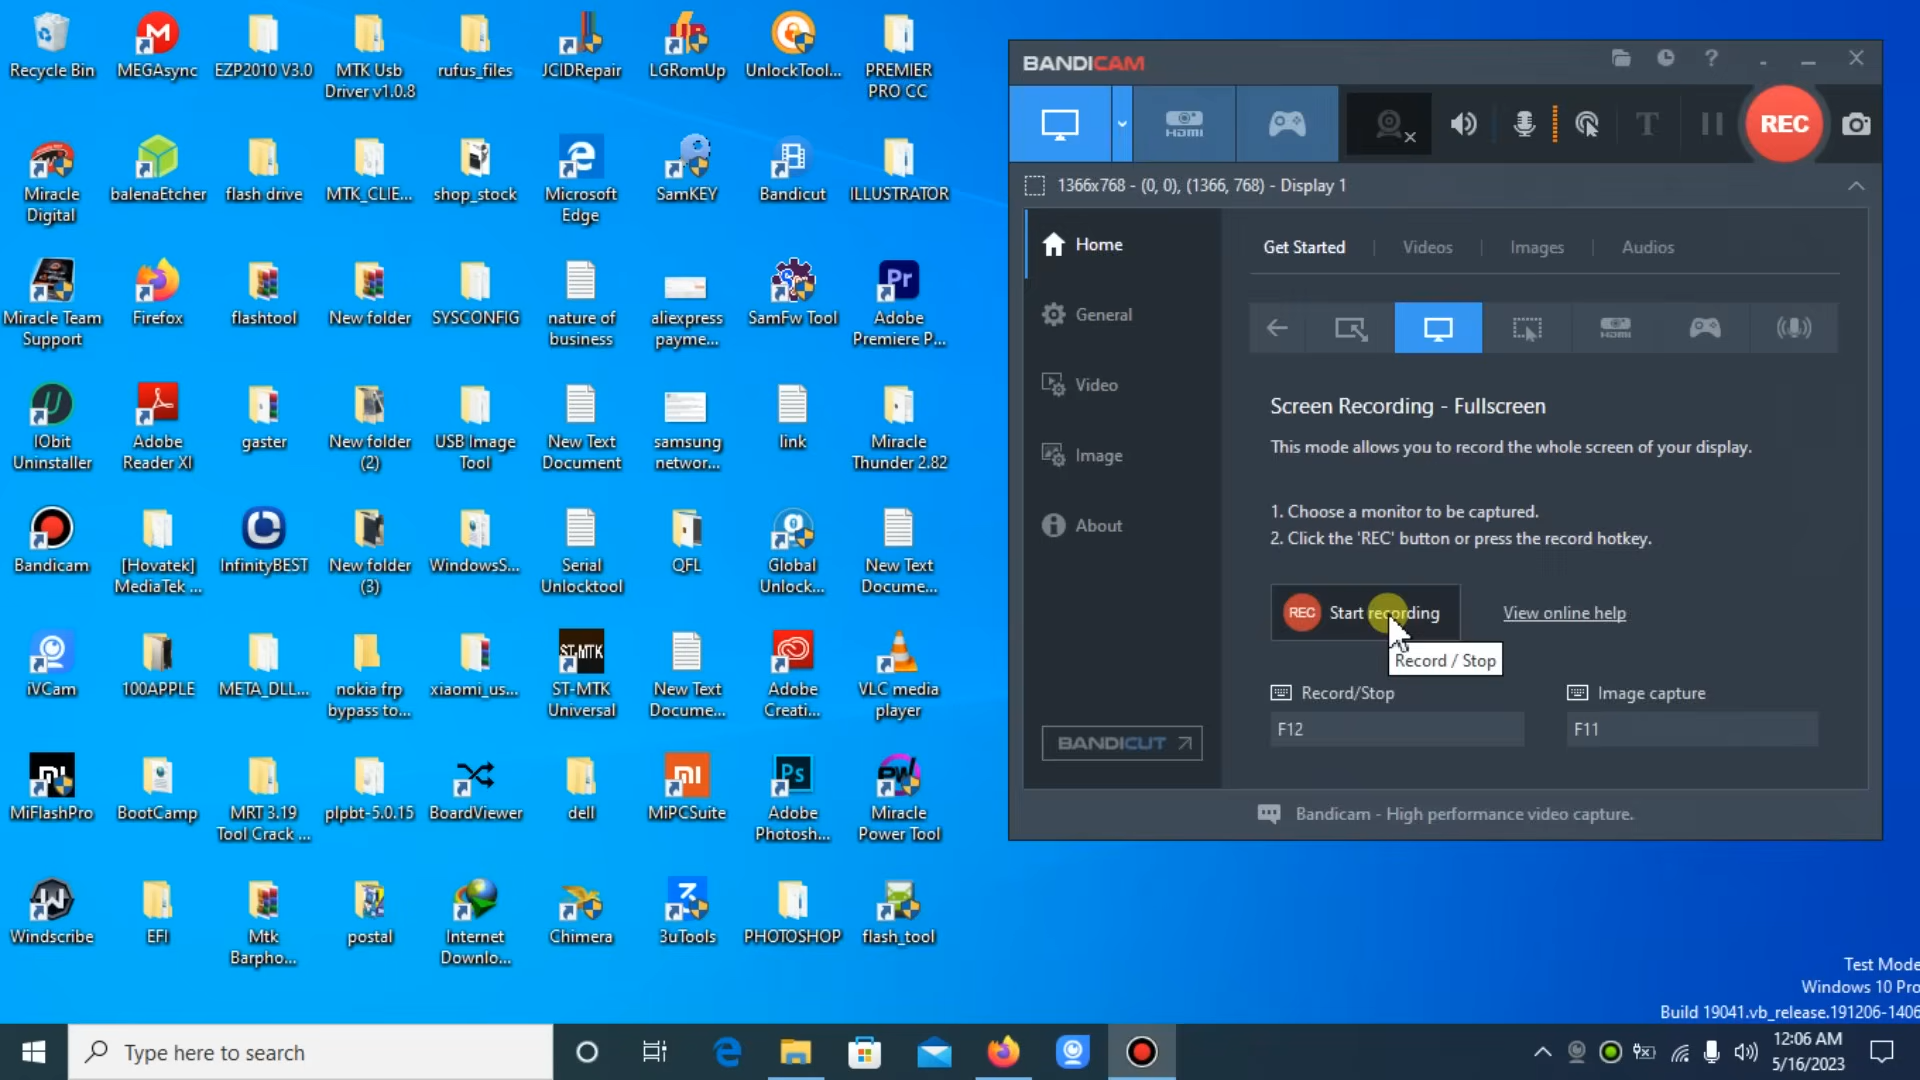 Recycle Bin
MEGAsync
EZP2010 V3.0
MTK Usb
Driver v1.0.8
rufus_files
JCIDRepair
LGRomUp
UnlockTool...
PREMIER
PRO CC
Miracle
Digital
balenaEtcher
flash drive
MTK_CLIE...
shop_stock
Microsoft
Edge
SamKEY
Bandicut
ILLUSTRATOR
Miracle Team
Support
Firefox
flashtool
New folder
SYSCONFIG
nature of
business
aliexpress
payme...
SamFw Tool
Pr
Adobe
Premiere P...
IObit
Uninstaller
Adobe
Reader XI
gaster
New folder
(2)
USB Image
Tool
New Text
Document
samsung
networ...
link
Miracle
Thunder 2.82
Bandicam
[Hovatek]
MediaTek ...
InfinityBEST
New folder
(3)
WindowsS...
Serial
Unlocktool
QFL
Global
Unlock...
New Text
Docume...
iVCam
100APPLE
META_DLL...
nokia frp
bypass to...
xiaomi_us...
ST-MTK
ST-MTK
Universal
New Text
Docume...
Adobe
Creati...
VLC media
player
MiFlashPro
BootCamp
MRT 3.19
Tool Crack ...
plpbt-5.0.15
BoardViewer
dell
MiPCSuite
Ps
Adobe
Photosh...
Miracle
Power Tool
Windscribe
EFI
Mtk
Barpho...
postal
Internet
Downlo...
Chimera
3uTools
PHOTOSHOP
flash_tool
BANDICAM
HDMI
T
REC
1366x768 - (0, 0), (1366, 768) - Display 1
Home
General
Video
Image
About
BANDICUT
Get Started
Videos
Images
Audios
Screen Recording - Fullscreen
This mode allows you to record the whole screen of your display.
1. Choose a monitor to be captured.
2. Click the 'REC' button or press the record hotkey.
REC Start recording
View online help
Record / Stop
Record/Stop
Image capture
F12
F11
Bandicam - High performance video capture.
Test Mode
Windows 10 Pro
Build 19041.vb_release.191206-1406
Type here to search
12:06 AM
5/16/2023